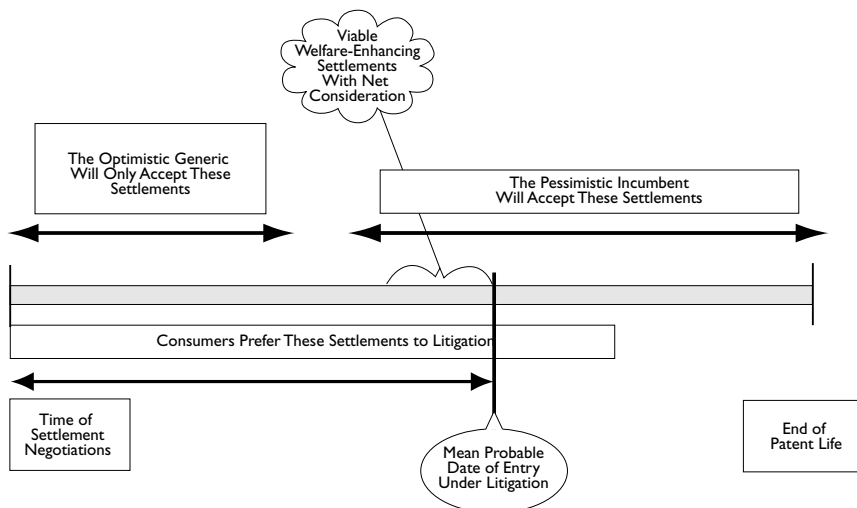 Viable
Welfare-Enhancing
Settlements
With Net
Consideration
The Optimistic Generic
Will Only Accept These
Settlements
The Pessimistic Incumbent
Will Accept These Settlements
Consumers Prefer These Settlements to Litigation
Time of
Settlement
Negotiations
Mean Probable
Date of Entry
Under Litigation
End of
Patent Life